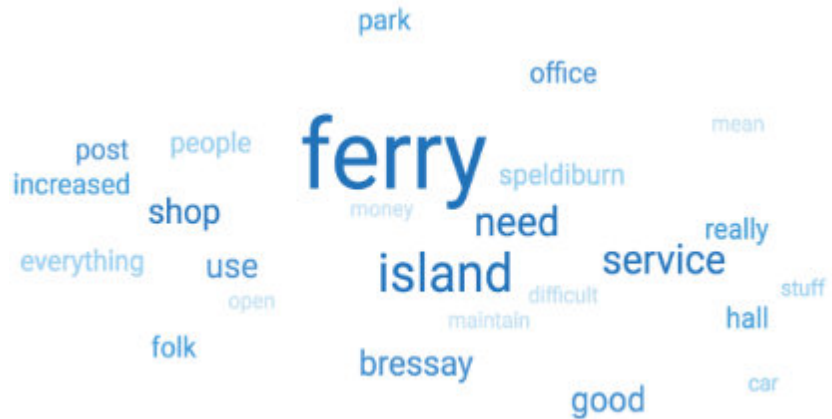 park
office
mean
ferry
post
people
increased
speldiburn
shop
money
need
really
everything
use
island
service
open
difficult
stuff
maintain
hall
folk
bressay
car
good